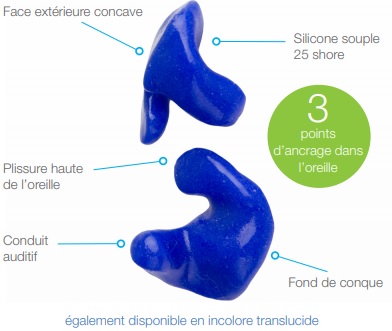 Face extérieure concave
Silicone souple
25 shore
3
points
d'ancrage dans
l'oreille
Plissure haute
de l'oreille
Conduit
auditif
Fond de conque
également disponible en incolore translucide